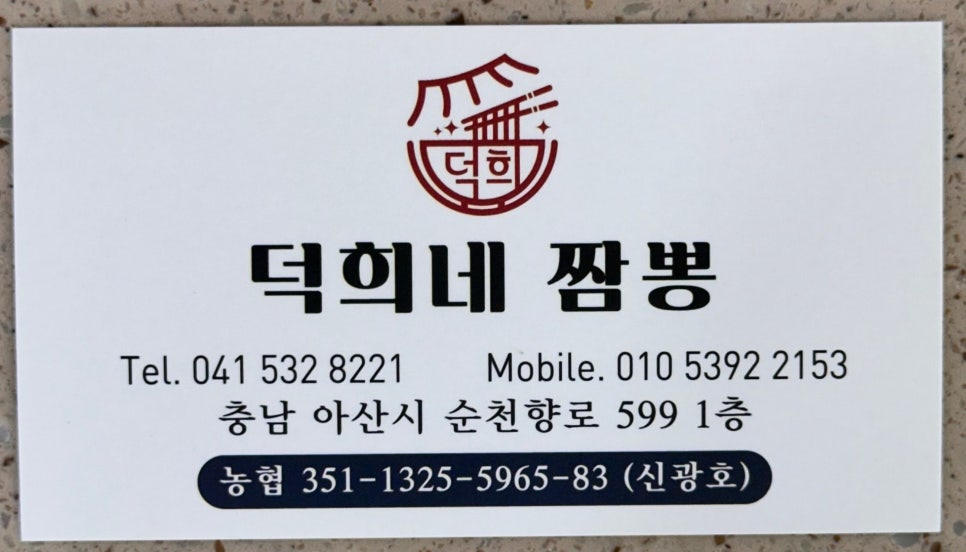 덕희
덕희네 짬뽕
Tel. 041 532 8221 Mobile. 010 5392 2153
충남 아산시 순천향로 599 1층
농협 351-1325-5965-83 (신광호)